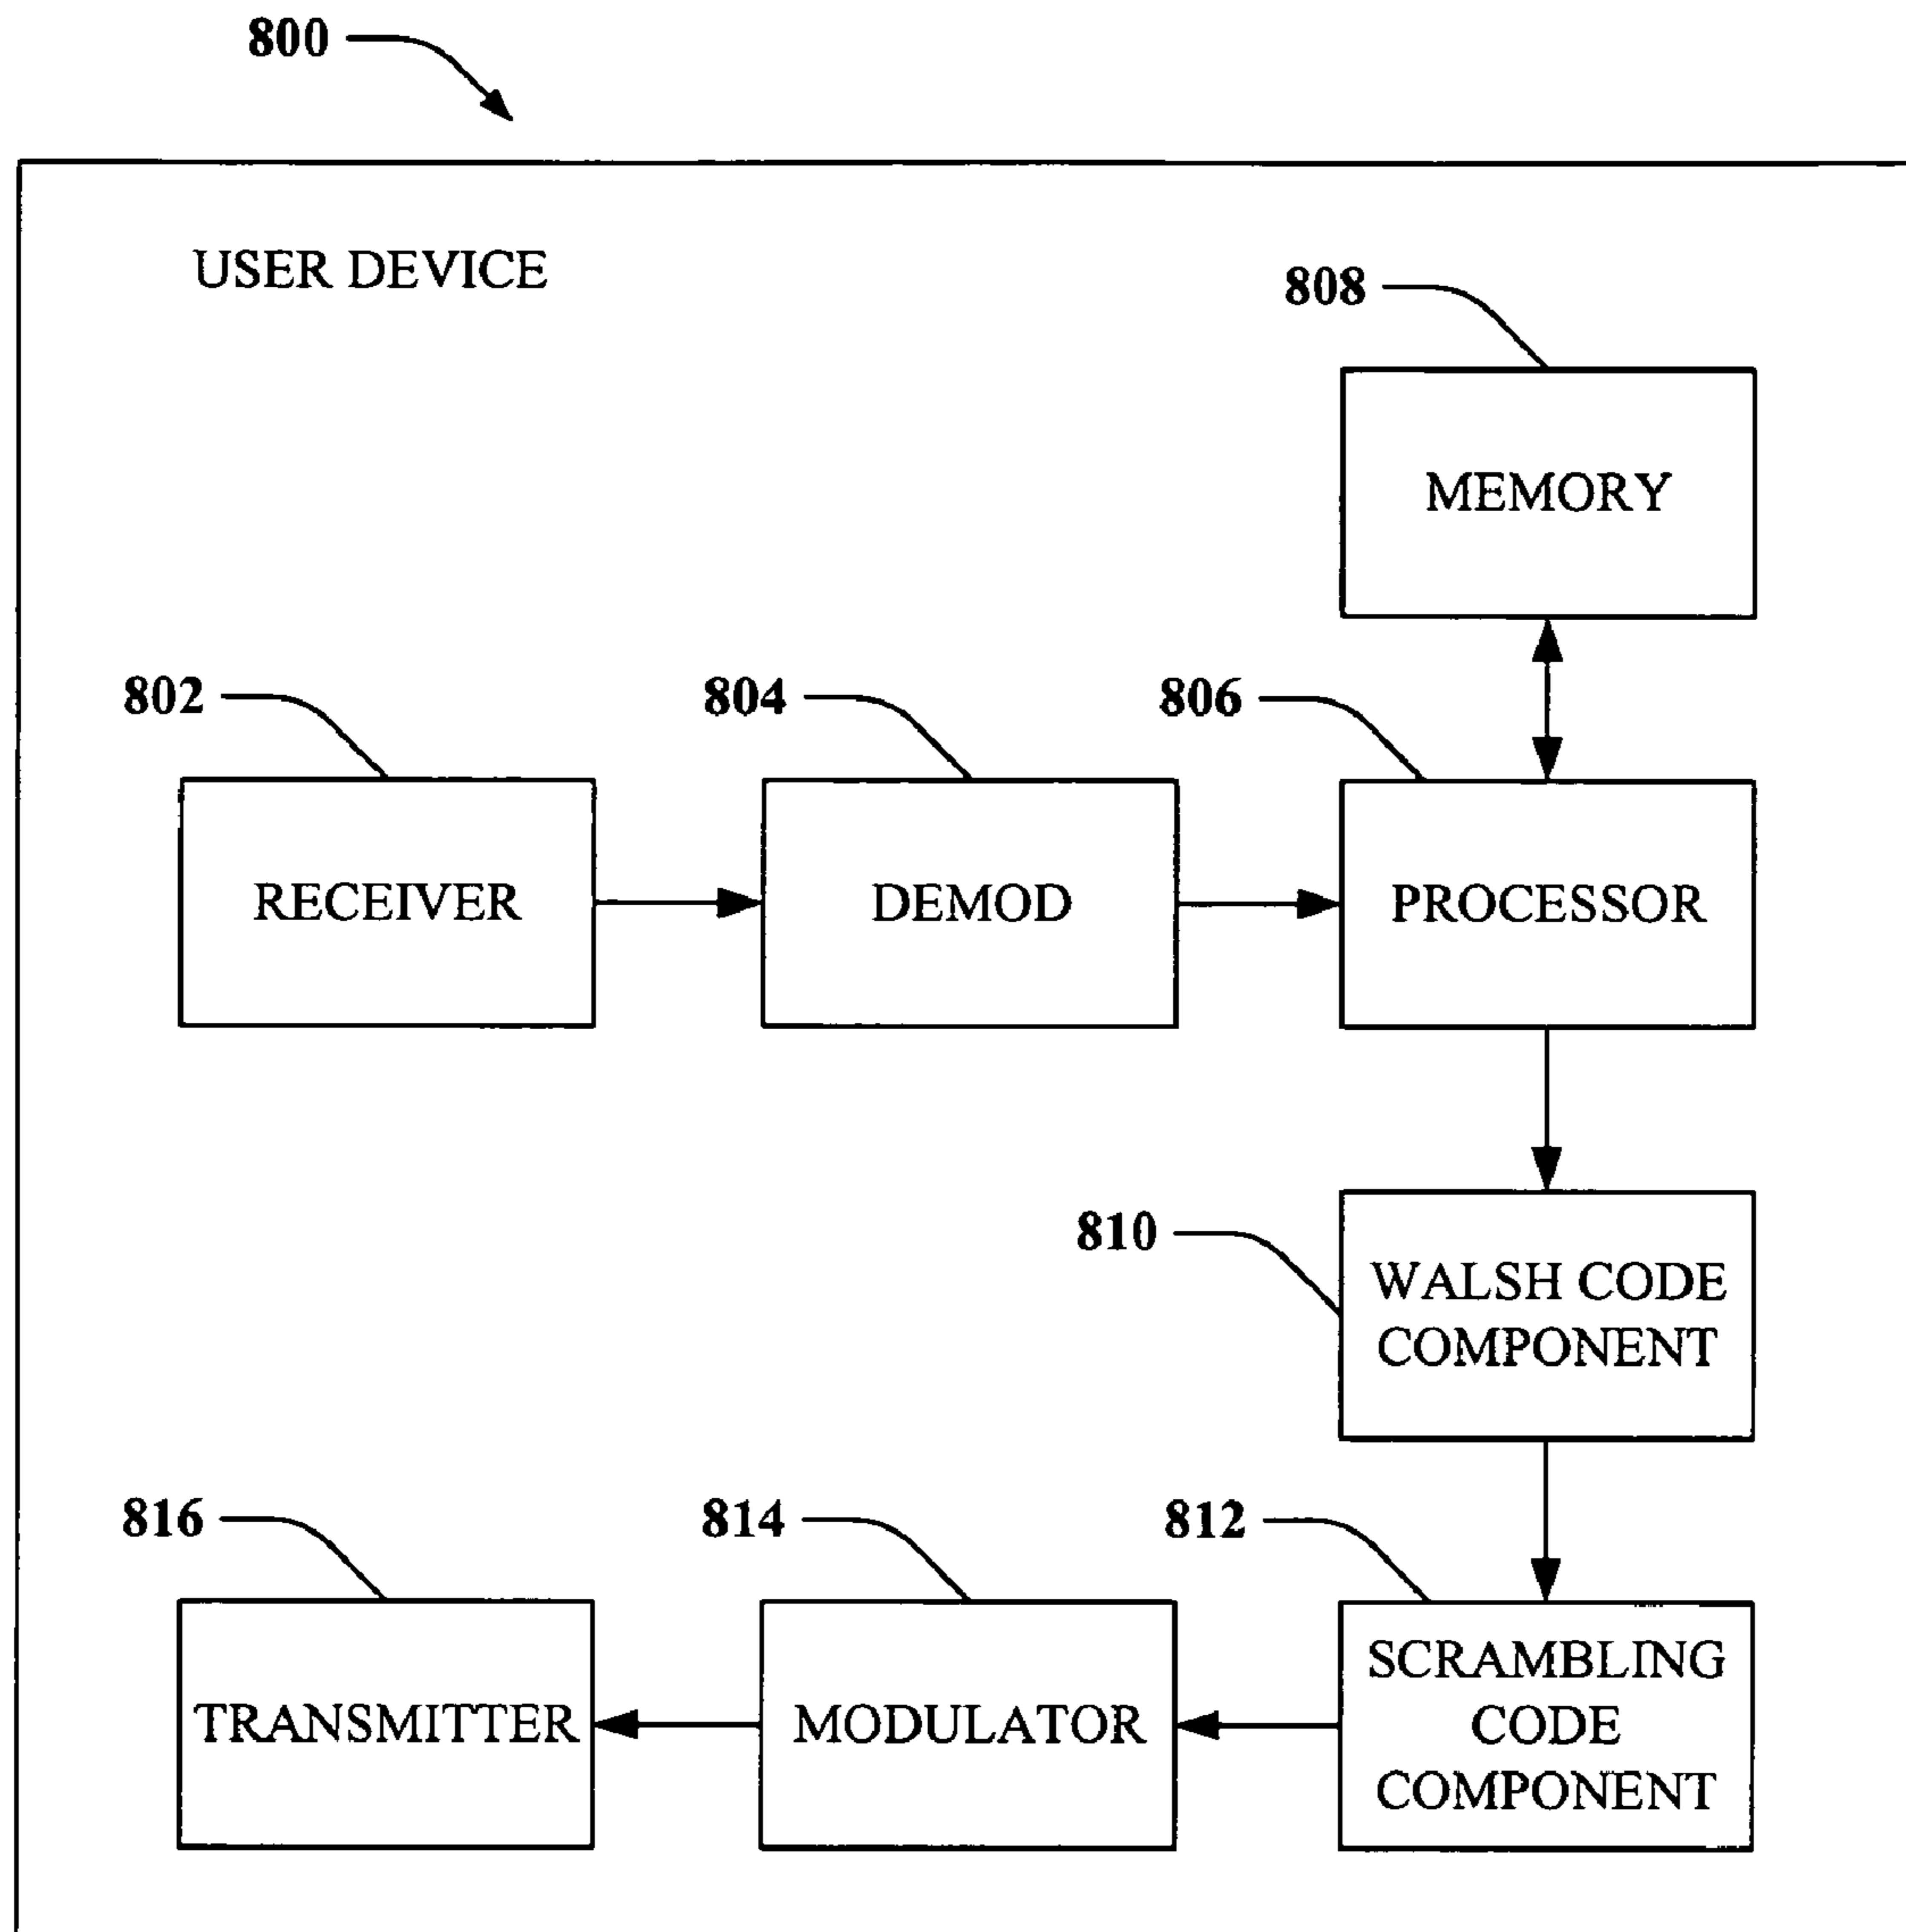 800
USER DEVICE
808
MEMORY
802
804
806
RECEIVER
DEMOD
PROCESSOR
810
WALSH CODE
COMPONENT
816
814
812
TRANSMITTER
MODULATOR
SCRAMBLING
CODE
COMPONENT